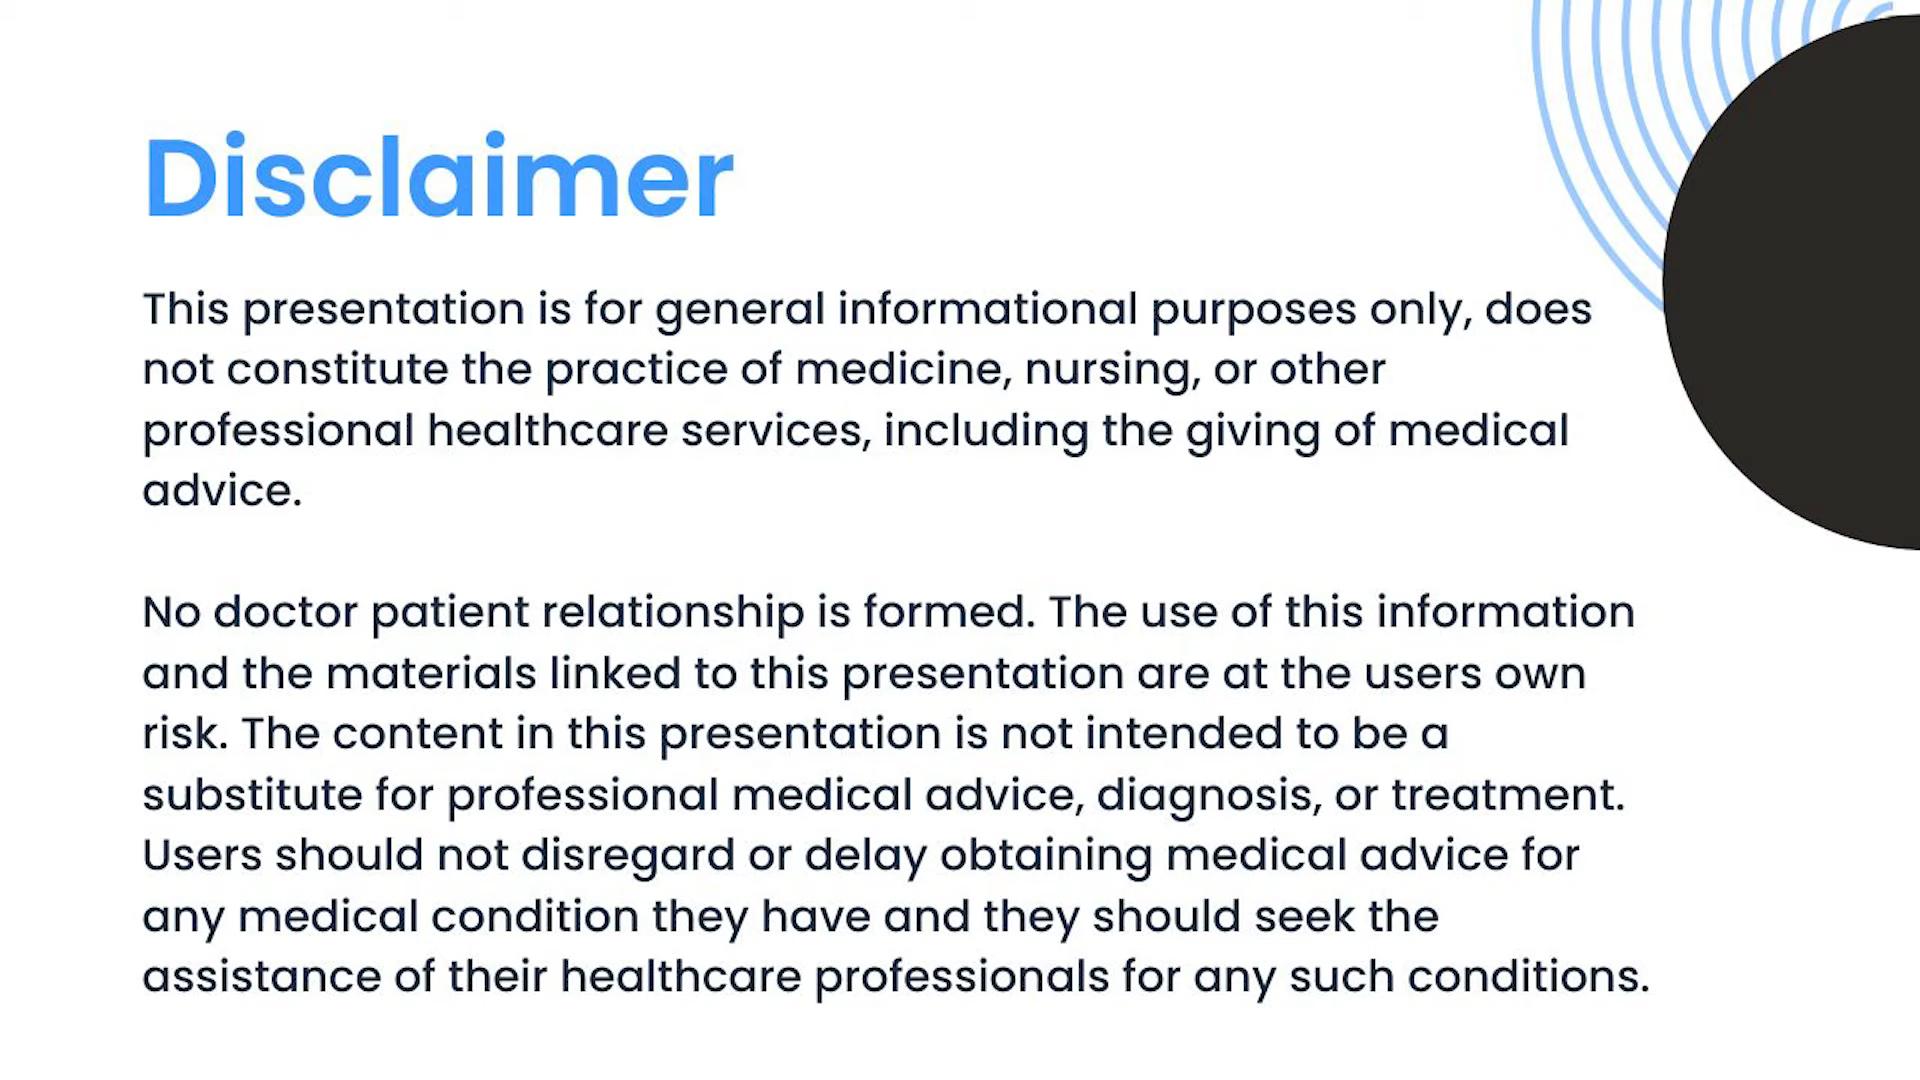 Disclaimer
This presentation is for general informational purposes only, does
not constitute the practice of medicine, nursing, or other
professional healthcare services, including the giving of medical
advice.
No doctor patient relationship is formed. The use of this information
and the materials linked to this presentation are at the users own
risk. The content in this presentation is not intended to be a
substitute for professional medical advice, diagnosis, or treatment.
Users should not disregard or delay obtaining medical advice for
any medical condition they have and they should seek the
assistance of their healthcare professionals for any such conditions.